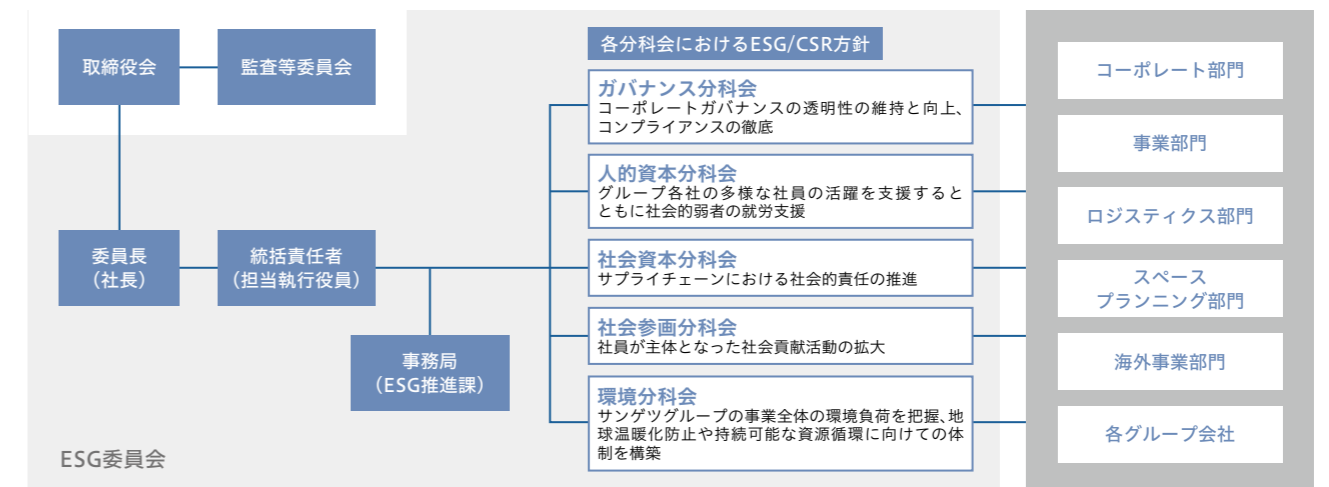 取締役会
監査等委員会
委員長
（社長）
統括責任者
（担当執行役員）
事務局
（ESG推進課）
ESG委員会
各分科会におけるESG/CSR方針
ガバナンス分科会
コーポレートガバナンスの透明性の維持と向上、
コンプライアンスの徹底
人的資本分科会
グループ各社の多様な社員の活躍を支援すると
ともに社会的弱者の就労支援
社会資本分科会
サプライチェーンにおける社会的責任の推進
社会参画分科会
社員が主体となった社会貢献活動の拡大
環境分科会
サンゲツグループの事業全体の環境負荷を把握、地
球温暖化防止や持続可能な資源循環に向けての体
制を構築
コーポレート部門
事業部門
ロジスティクス部門
スペース
プランニング部門
海外事業部門
各グループ会社